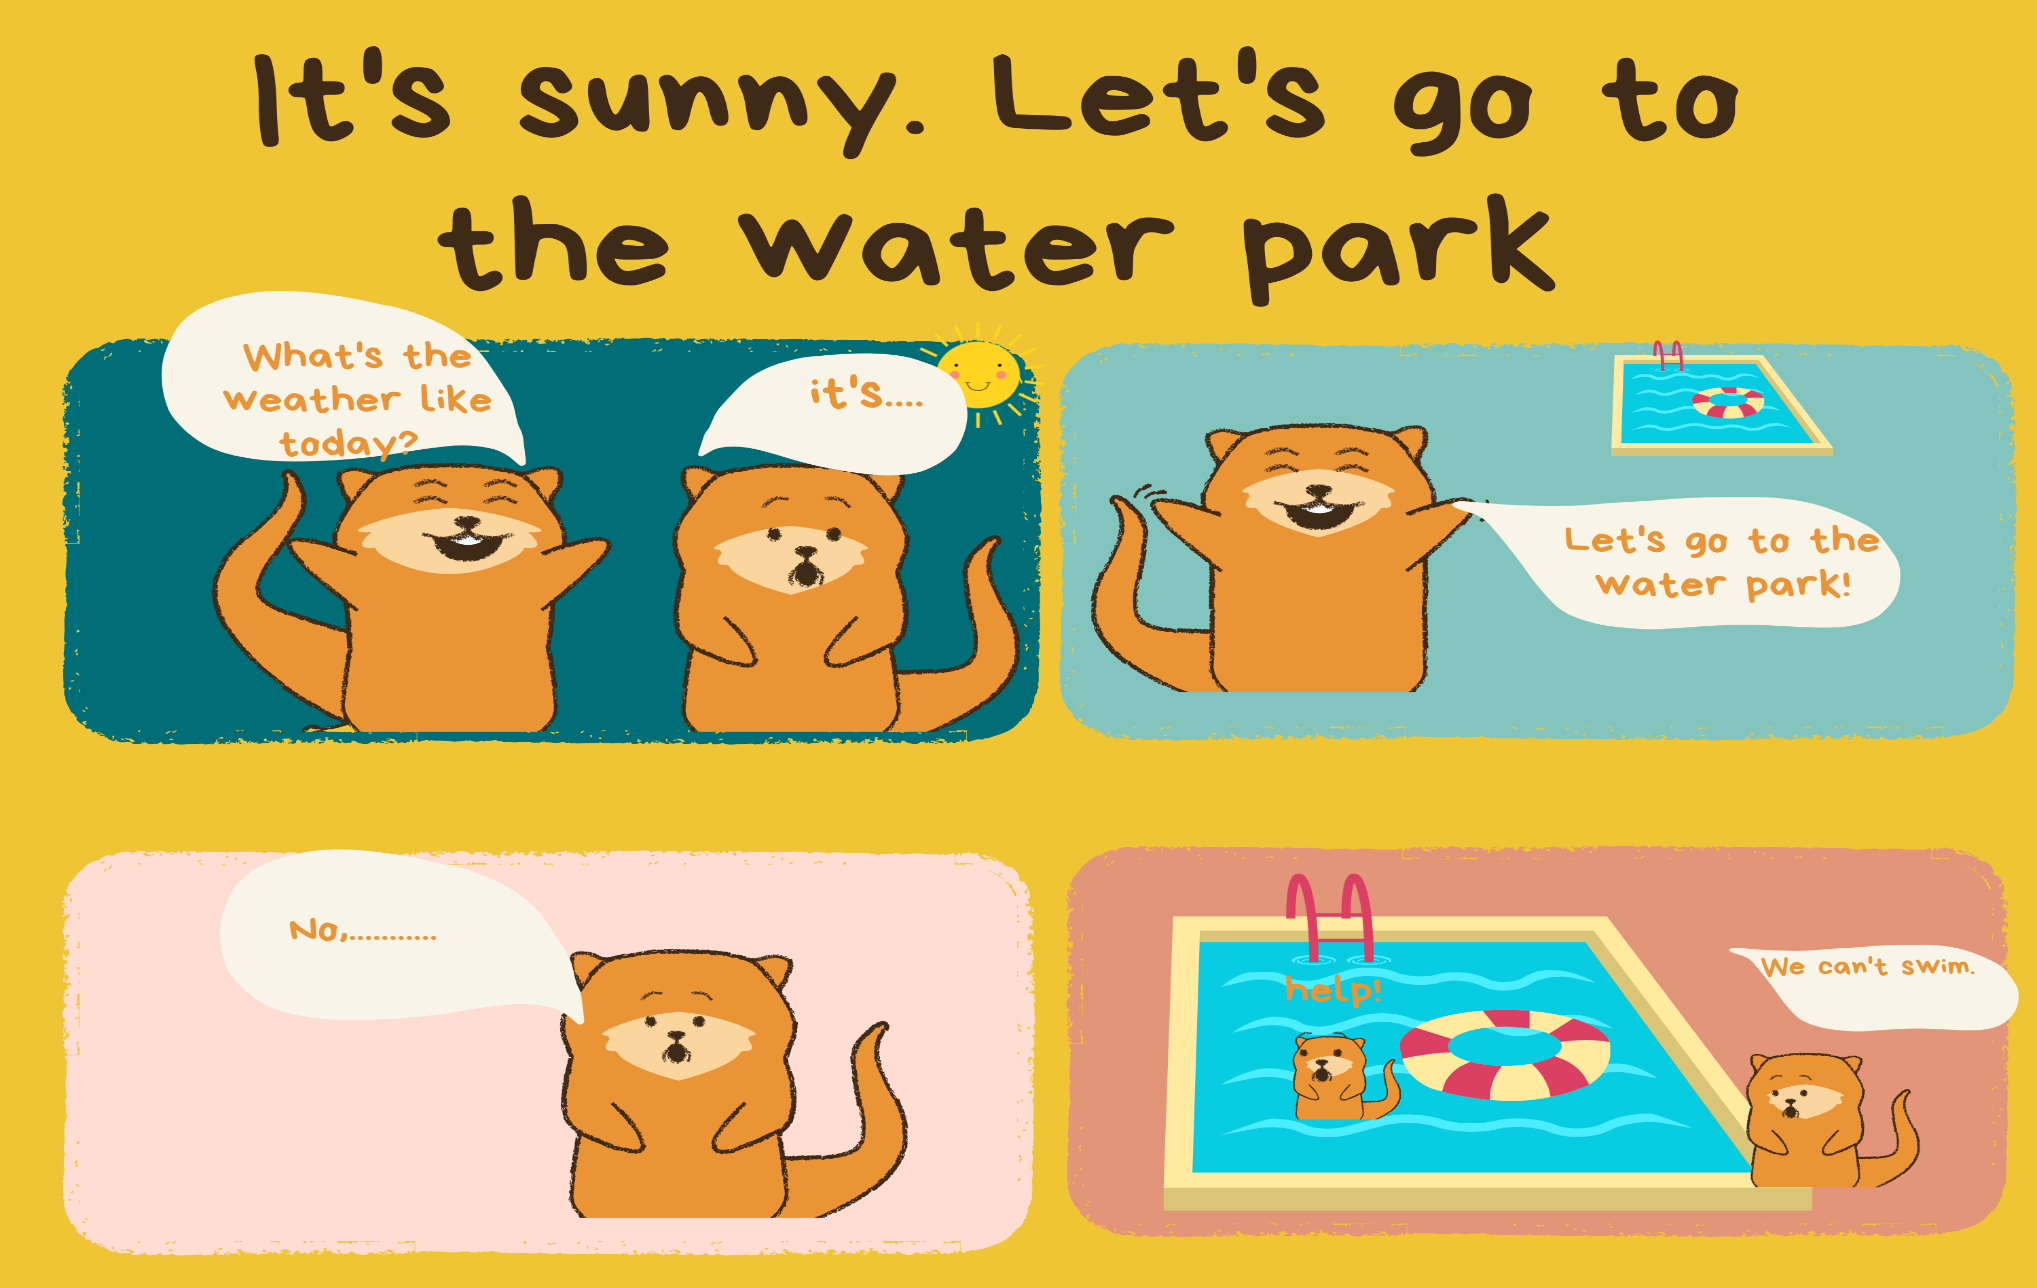 It's sunny. Let's go to
the water park
What's the
weather like
today?
it's....
Let's go to the
water park!
No,...........
help!
We can't swim.